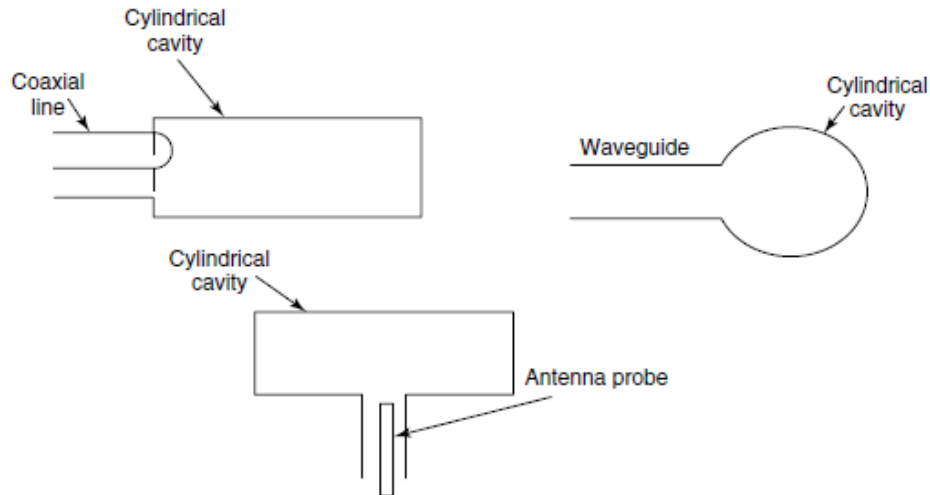 Cylindrical
cavity
Coaxial
line
Cylindrical
cavity
Waveguide
Cylindrical
cavity
Antenna probe